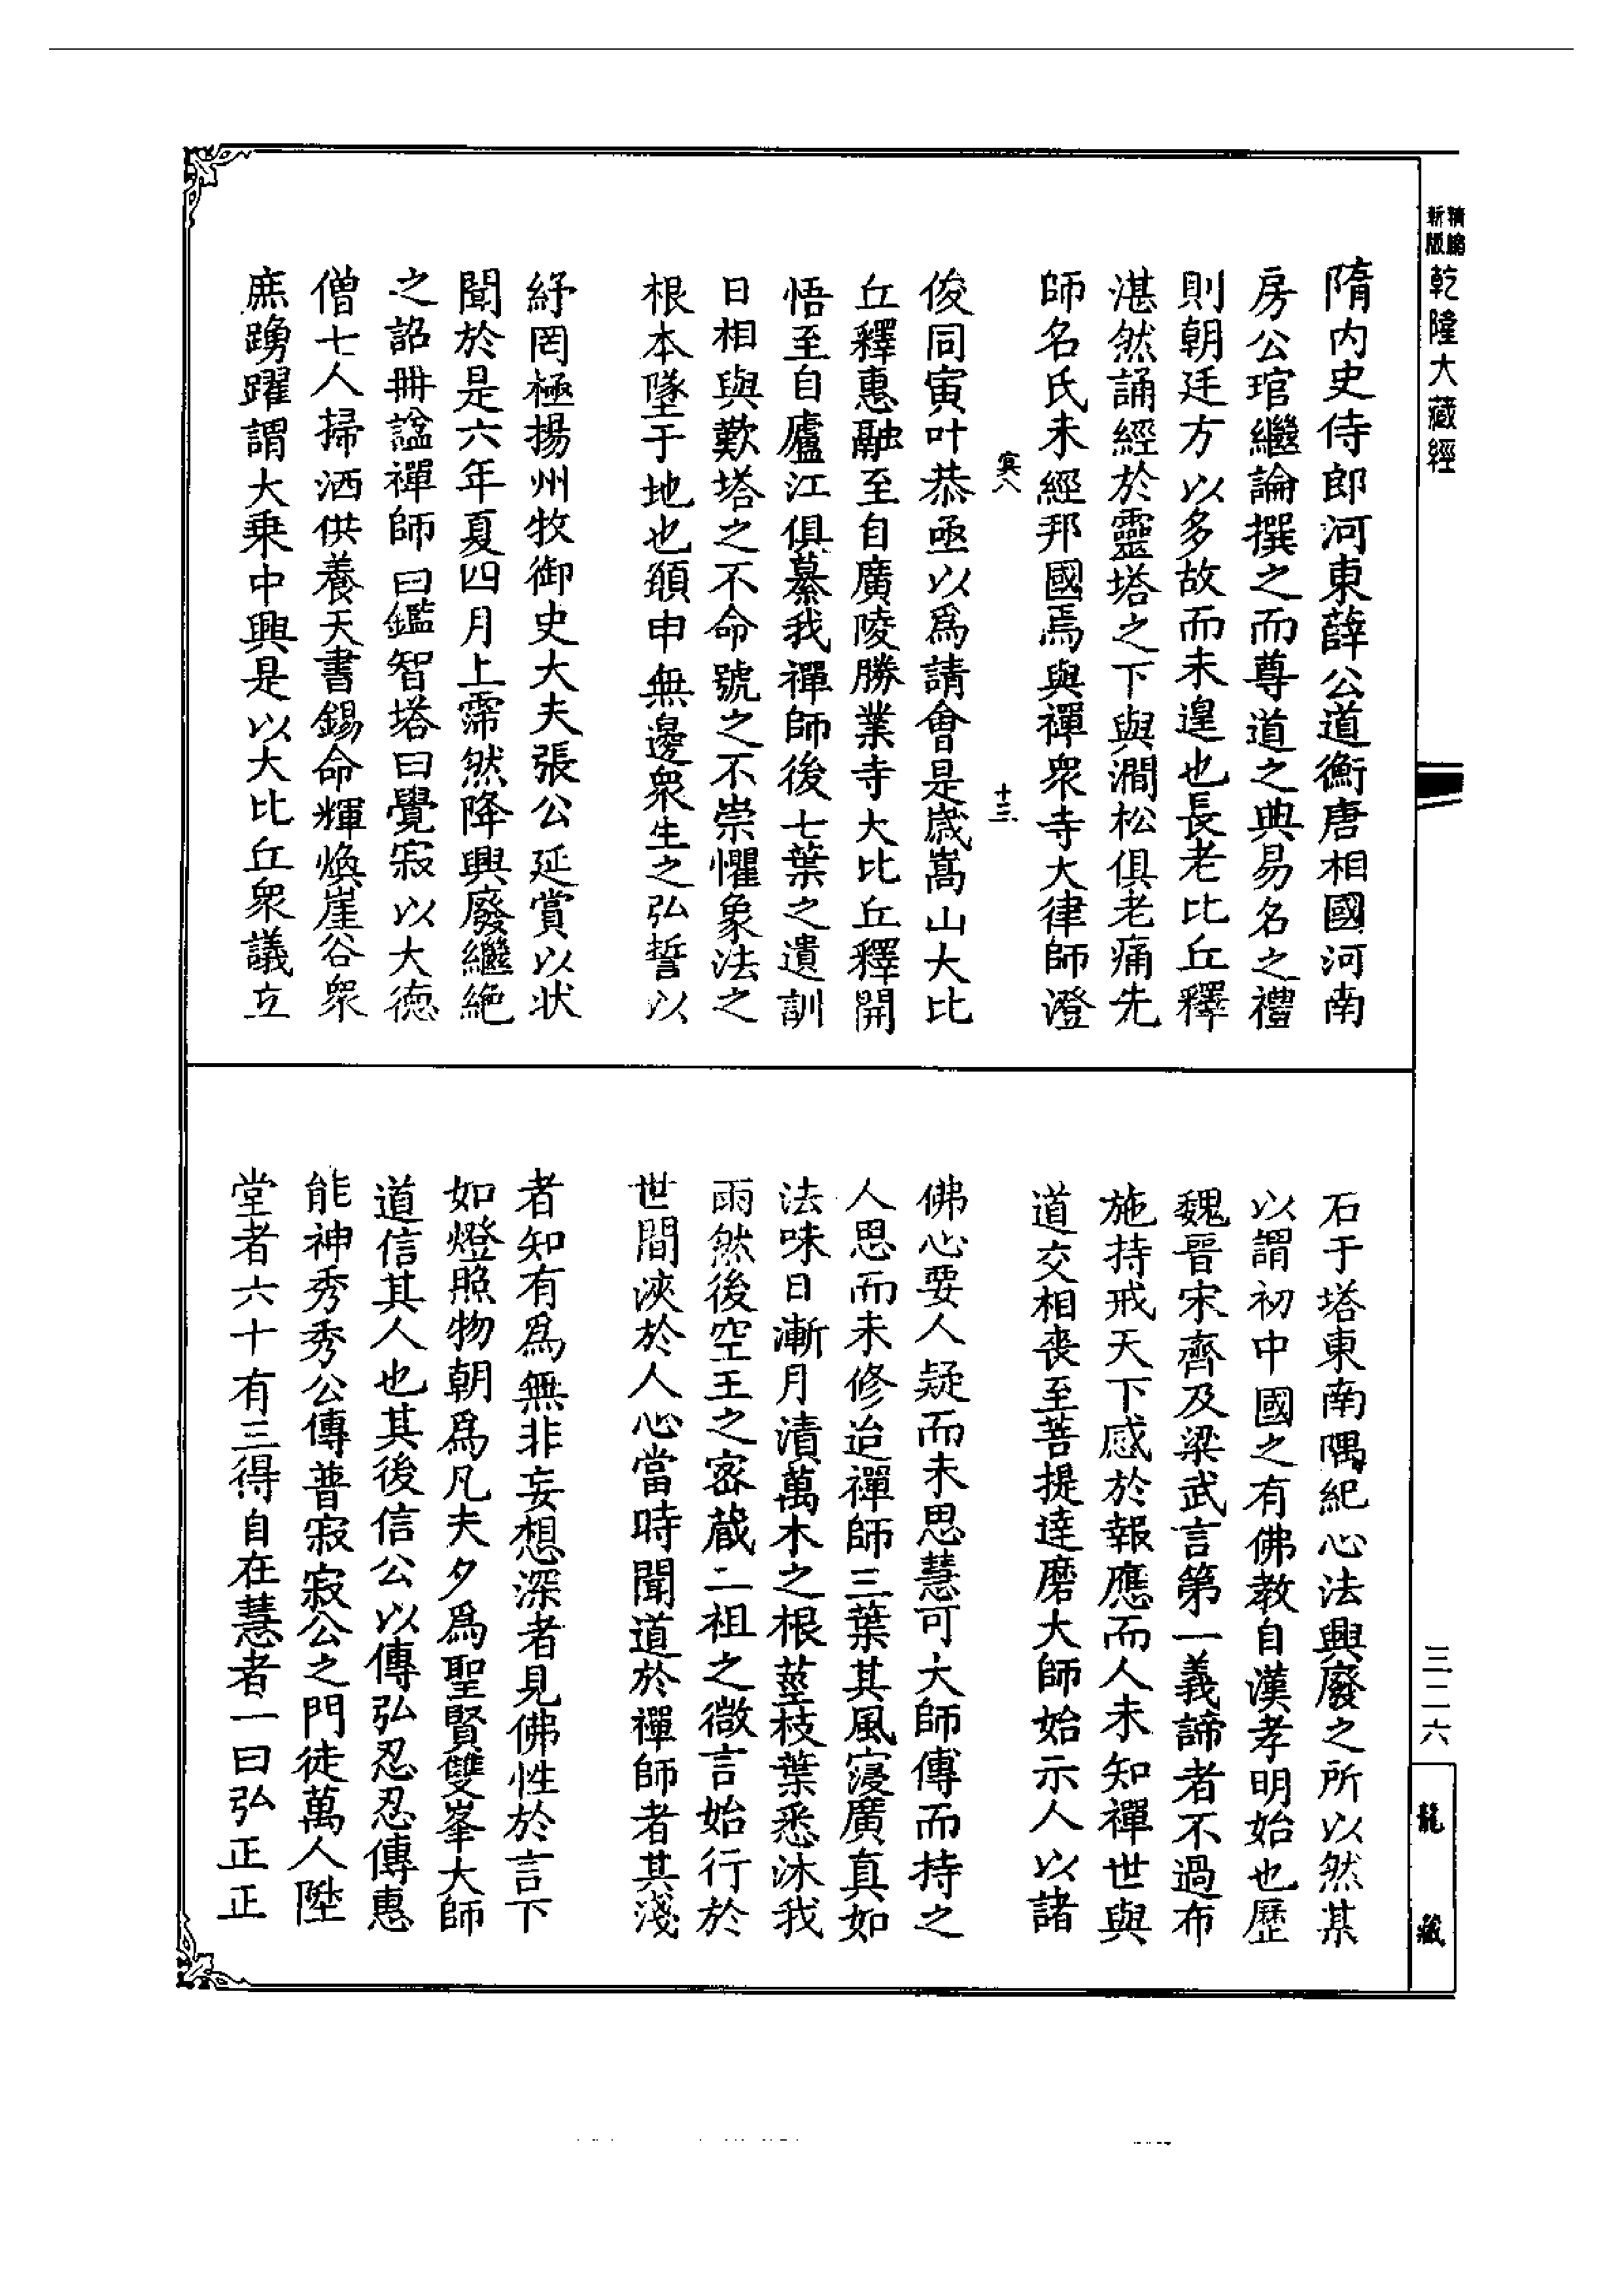 精編
新版
乾隆大藏經
隋內史侍郎河東薛公道衡唐相國河南
房公琯繼論撰之而尊道之典易名之禮
則朝廷方以多故而未遑也長老比丘釋
湛然誦經於靈塔之下與澗松俱老痛先
師名氏未經邦國焉與禪眾寺大律師澄
寘八 十三
俊同寅叶恭亟以爲請會是歲嵩山大比
丘釋惠融至自廣陵勝業寺大比丘釋開
悟至自廬江俱纂我禪師後七葉之遺訓
日相與歎塔之不命號之不崇懼象法之
根本墜于地也願申無邊眾生之弘誓以
紓罔極揚州牧御史大夫張公延賞以狀
聞於是六年夏四月上霈然降興廢繼絕
之詔冊諡禪師曰鑑智塔曰覺寂以大德
僧七人掃洒供養天書錫命輝煥崖谷眾
庶踴躍謂大乘中興是以大比丘眾議立
石于塔東南隅紀心法興廢之所以然某
以謂初中國之有佛教自漢孝明始也歷
魏晉宋齊及梁武言第一義諦者不過布
施持戒天下感於報應而人未知禪世與
道交相喪至菩提達磨大師始示人以諸
佛心要人疑而未思慧可大師傳而持之
人思而未修迨禪師三葉其風寖廣真如
法味日漸月漬萬木之根莖枝葉悉沐我
雨然後空王之密藏二祖之微言始行於
世間浹於人心當時聞道於禪師者其淺
者知有爲無非妄想深者見佛性於言下
如燈照物朝爲凡夫夕爲聖賢雙峯大師
道信其人也其後信公以傳弘忍忍傳惠
能神秀秀公傳普寂寂公之門徒萬人陞
堂者六十有三得自在慧者一曰弘正正
三二六
龍藏